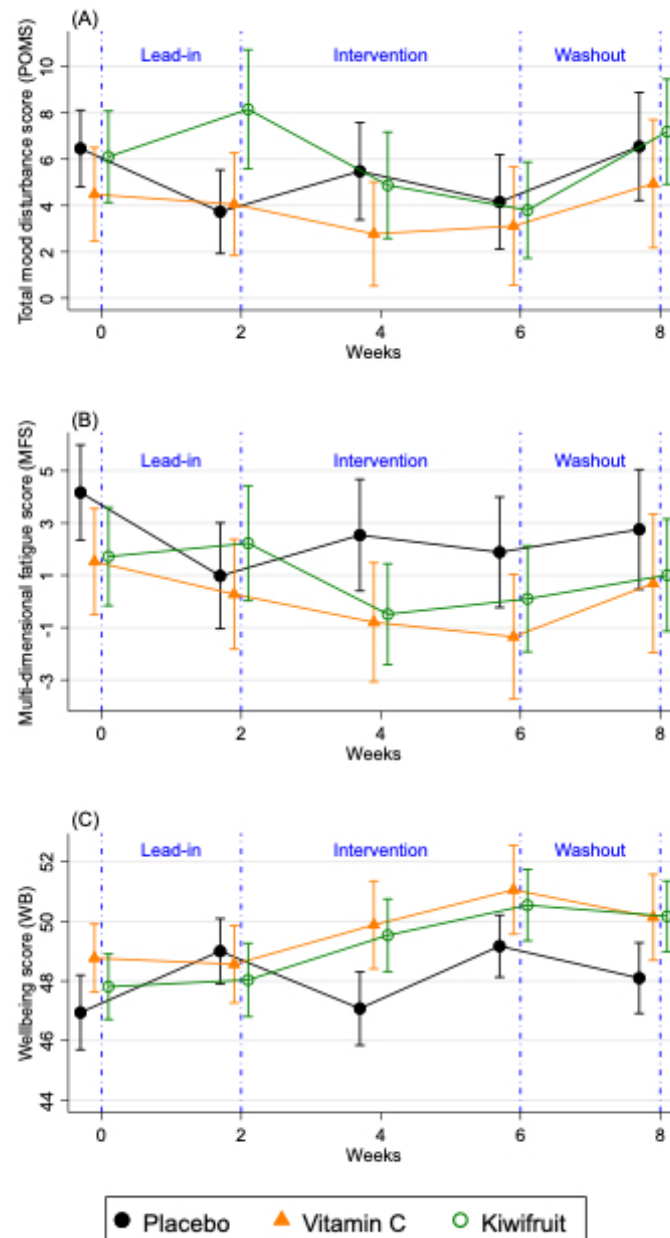 (A)
Lead-in Intervention Washout
Total mood disturbance score (POMS)
10
8
6
4
2
0
0 2 4 6 8
Weeks
(B)
Lead-in Intervention Washout
Multi-dimensional fatigue score (MFS)
5
3
1
-1
-3
0 2 4 6 8
Weeks
(C)
Lead-in Intervention Washout
Wellbeing score (WB)
52
50
48
46
44
0 2 4 6 8
Weeks
Placebo Vitamin C Kiwifruit